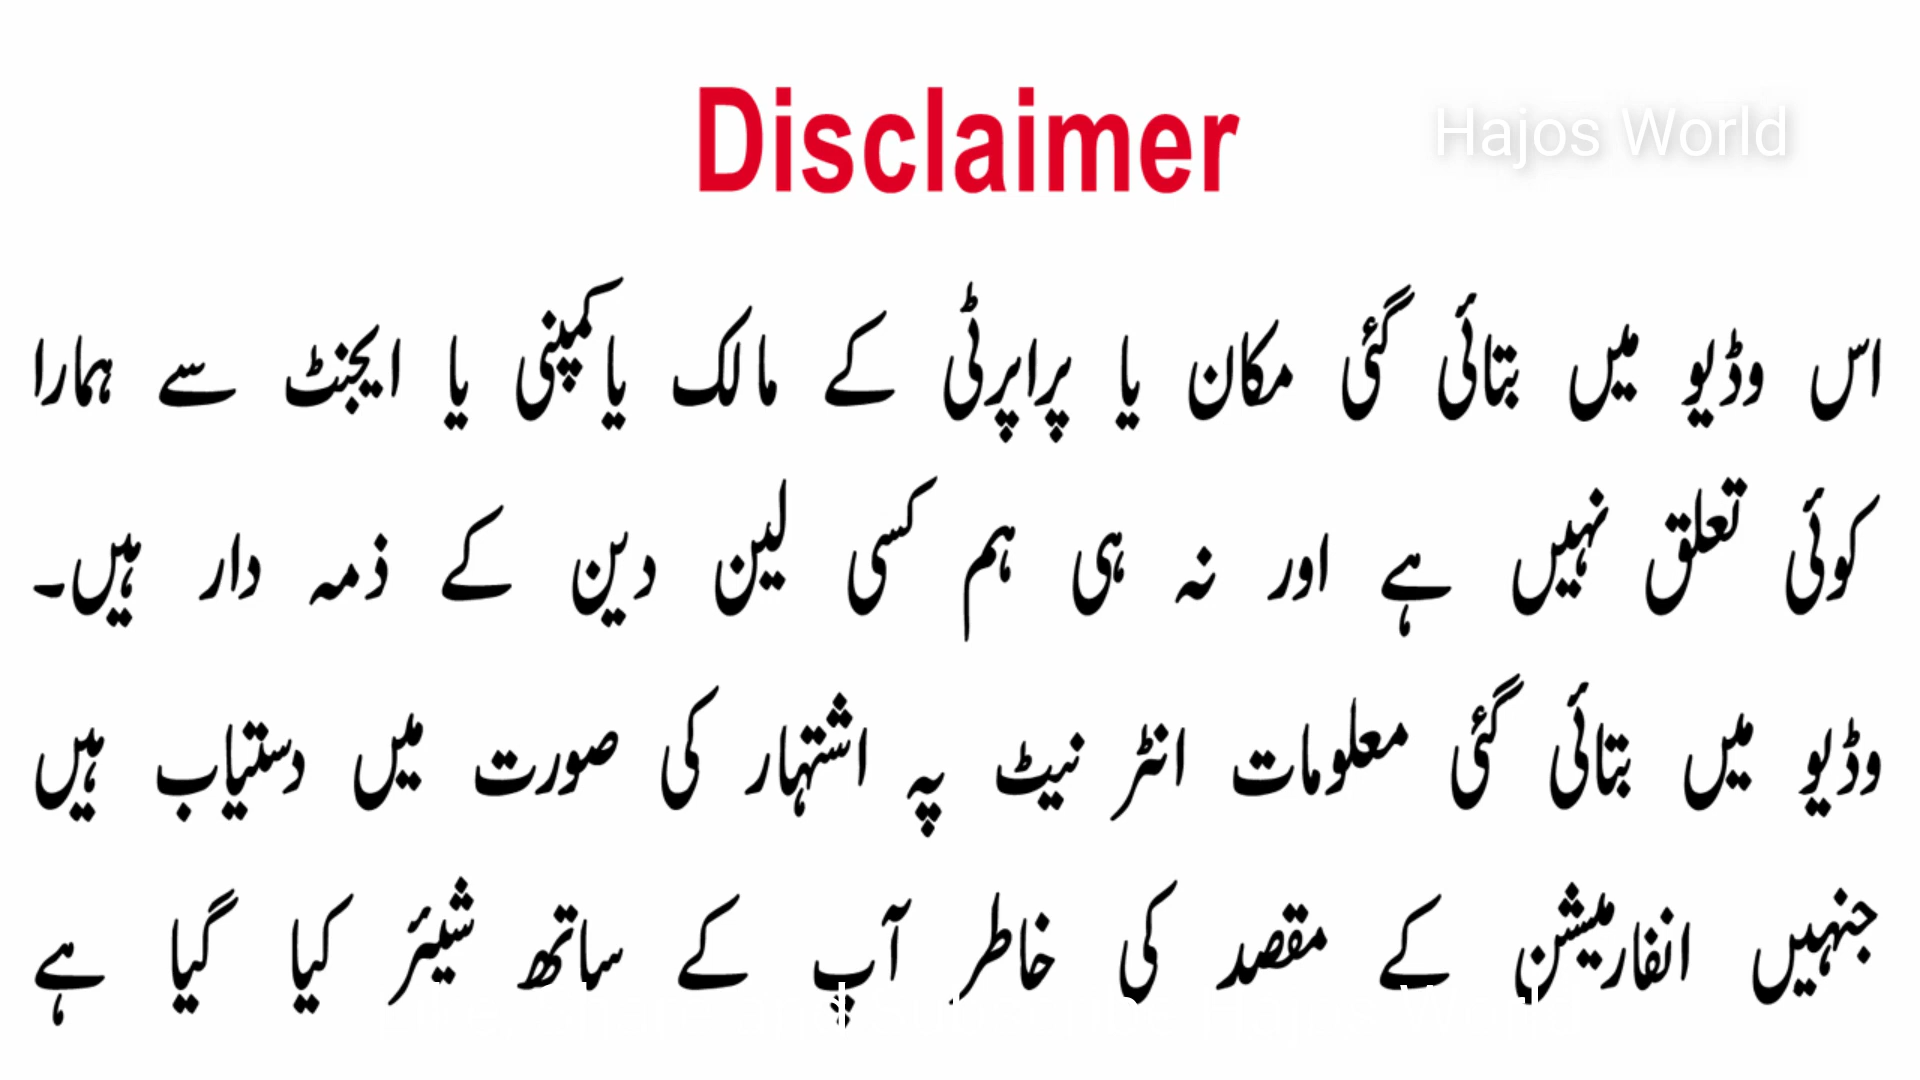 Disclaimer
Hajos World
اس وڈیو میں بتائی گئی مکان یا پراپرٹی کے مالک یا کمپنی یا ایجنٹ سے ہمارا
کوئی تعلق نہیں ہے اور نہ ہی ہم کسی لین دین کے ذمہ دار ہیں۔
وڈیو میں بتائی گئی معلومات انٹر نیٹ پہ اشتہار کی صورت میں دستیاب ہیں
جنہیں انفارمیشن کے مقصد کی خاطر آپ کے ساتھ شیئر کیا گیا ہے